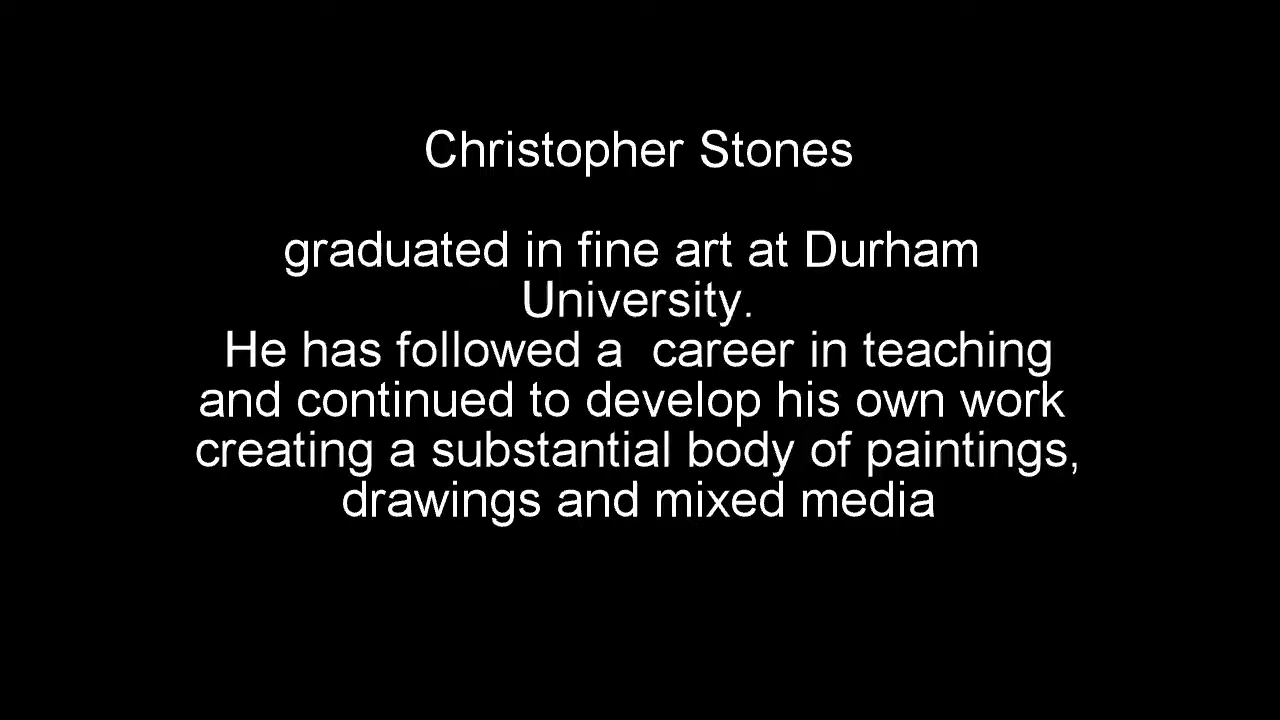 Christopher Stones
graduated in fine art at Durham
University.
He has followed a  career in teaching
and continued to develop his own work
creating a substantial body of paintings,
drawings and mixed media